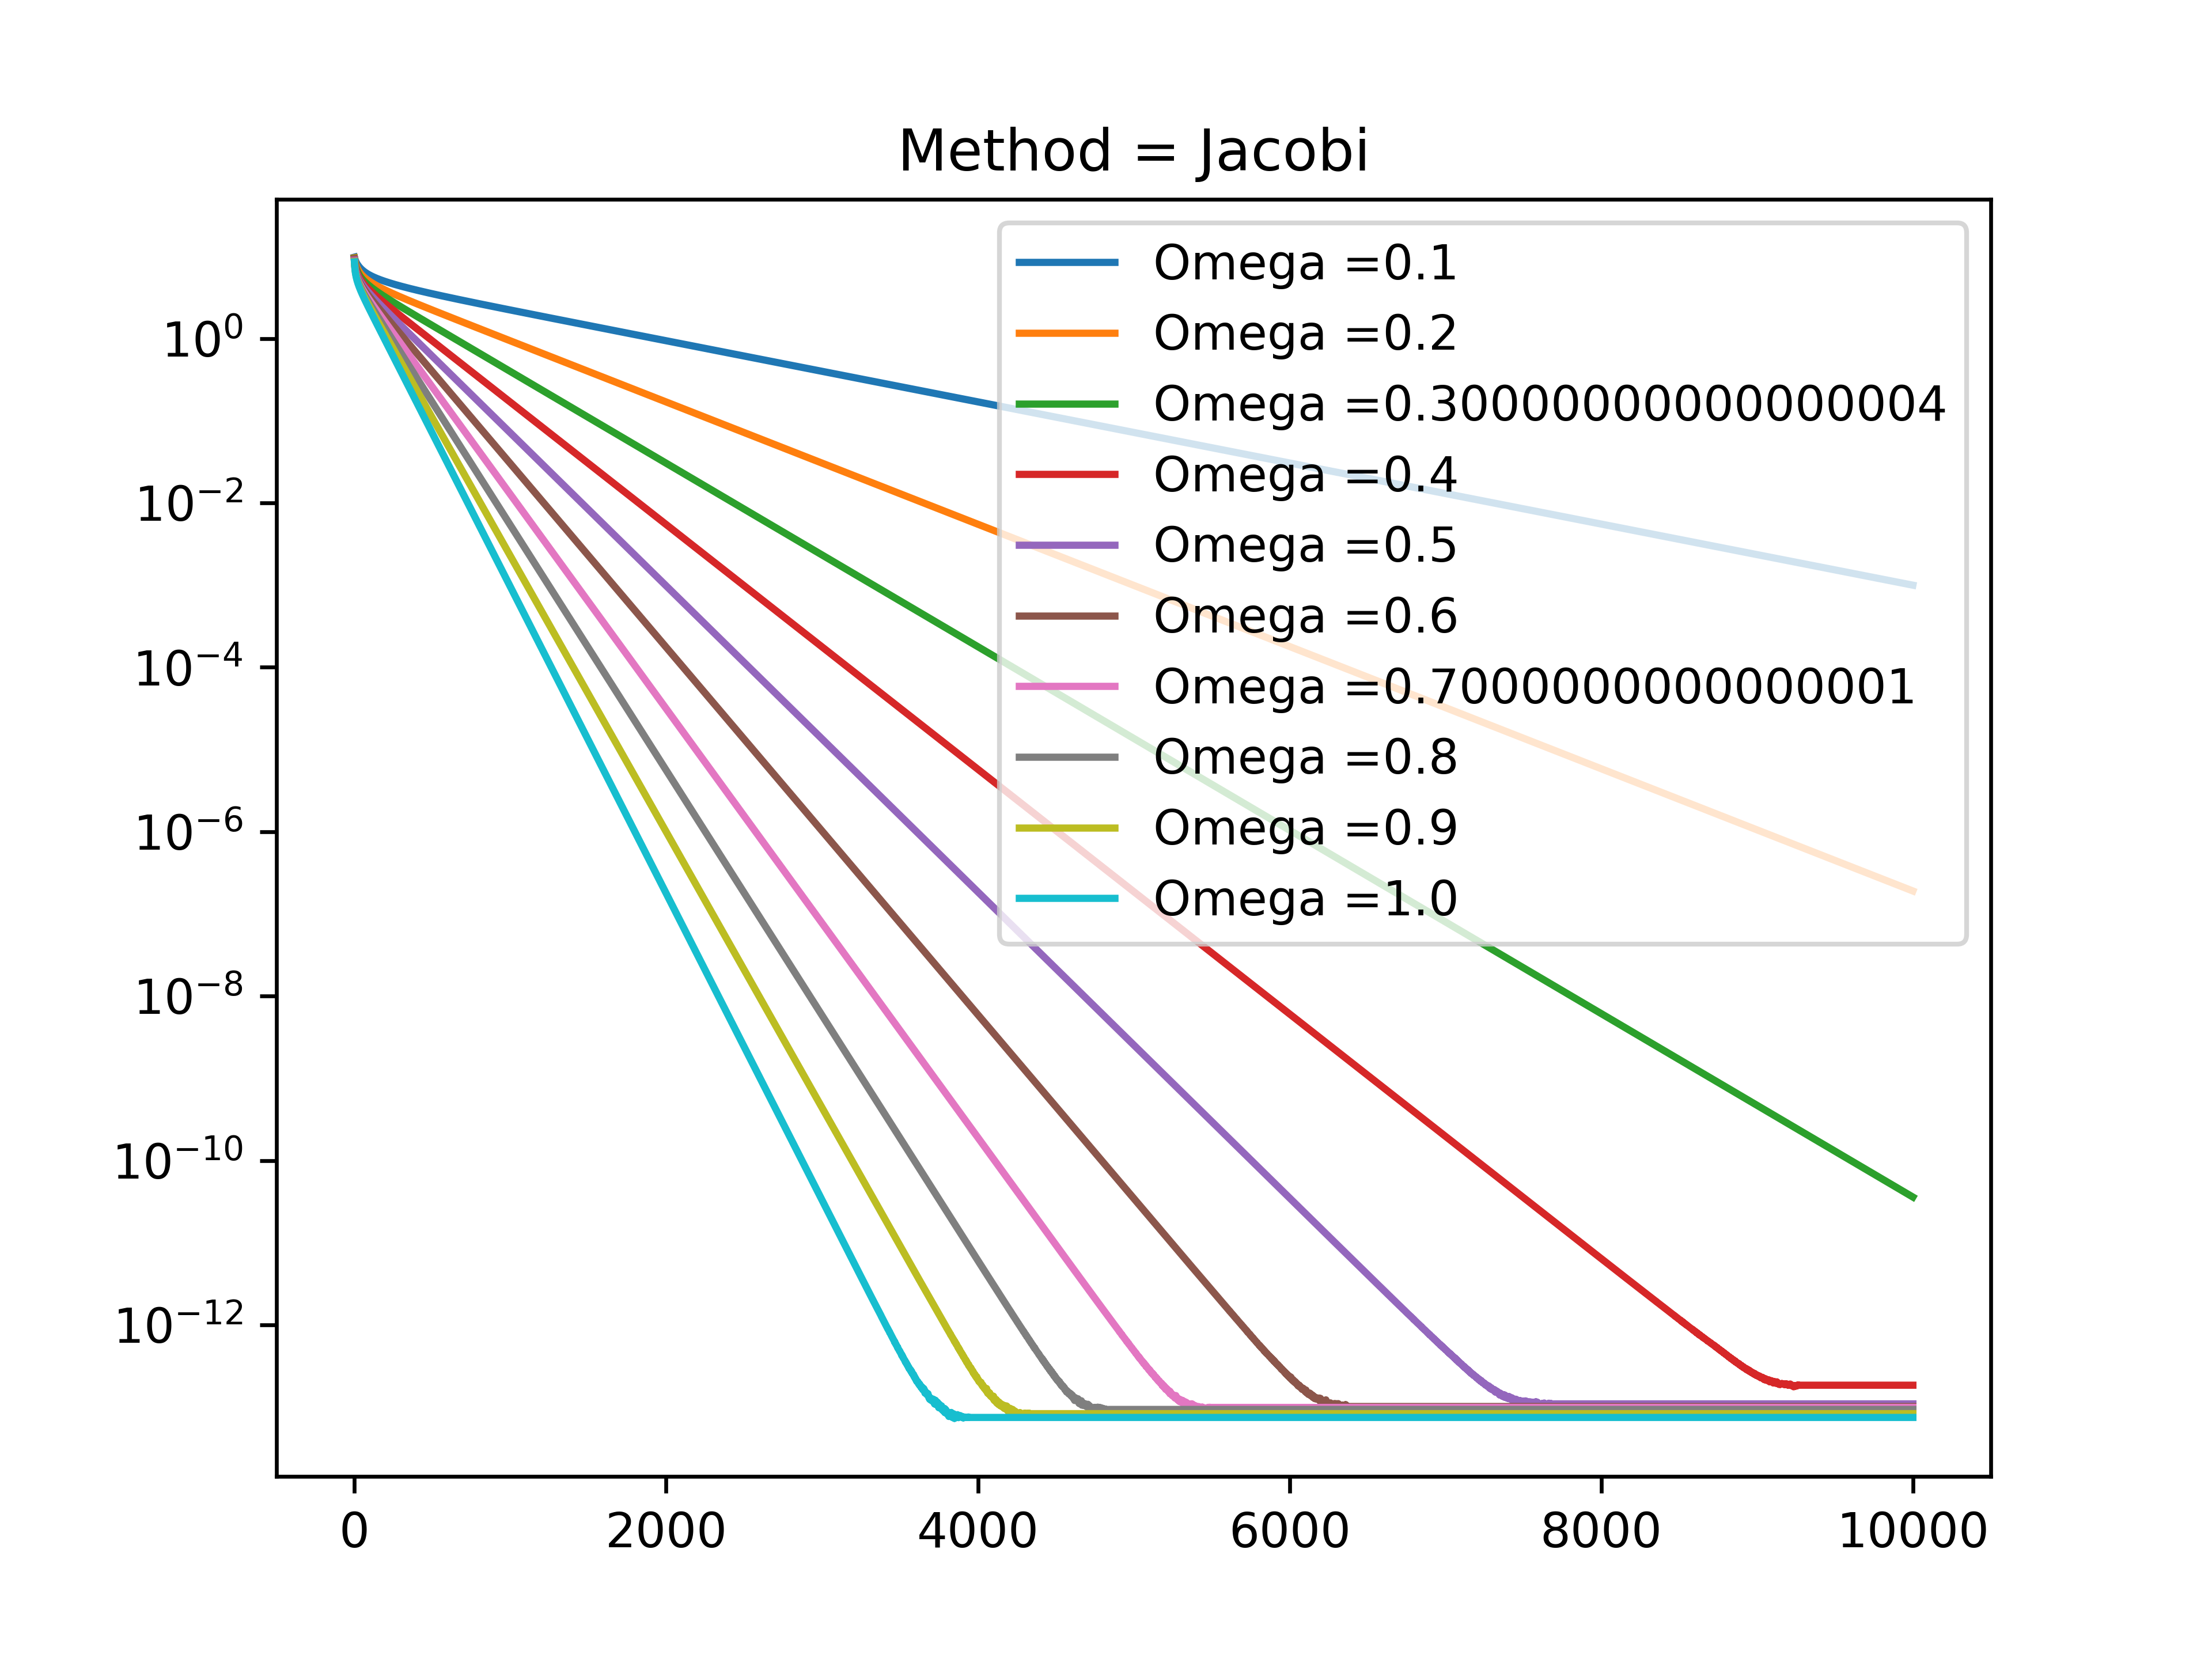 Method = Jacobi
Omega =0.1
Omega =0.2
Omega =0.30000000000000004
Omega =0.4
Omega =0.5
Omega =0.6
Omega =0.7000000000000001
Omega =0.8
Omega =0.9
Omega =1.0
10⁰
10⁻²
10⁻⁴
10⁻⁶
10⁻⁸
10⁻¹⁰
10⁻¹²
0 2000 4000 6000 8000 10000